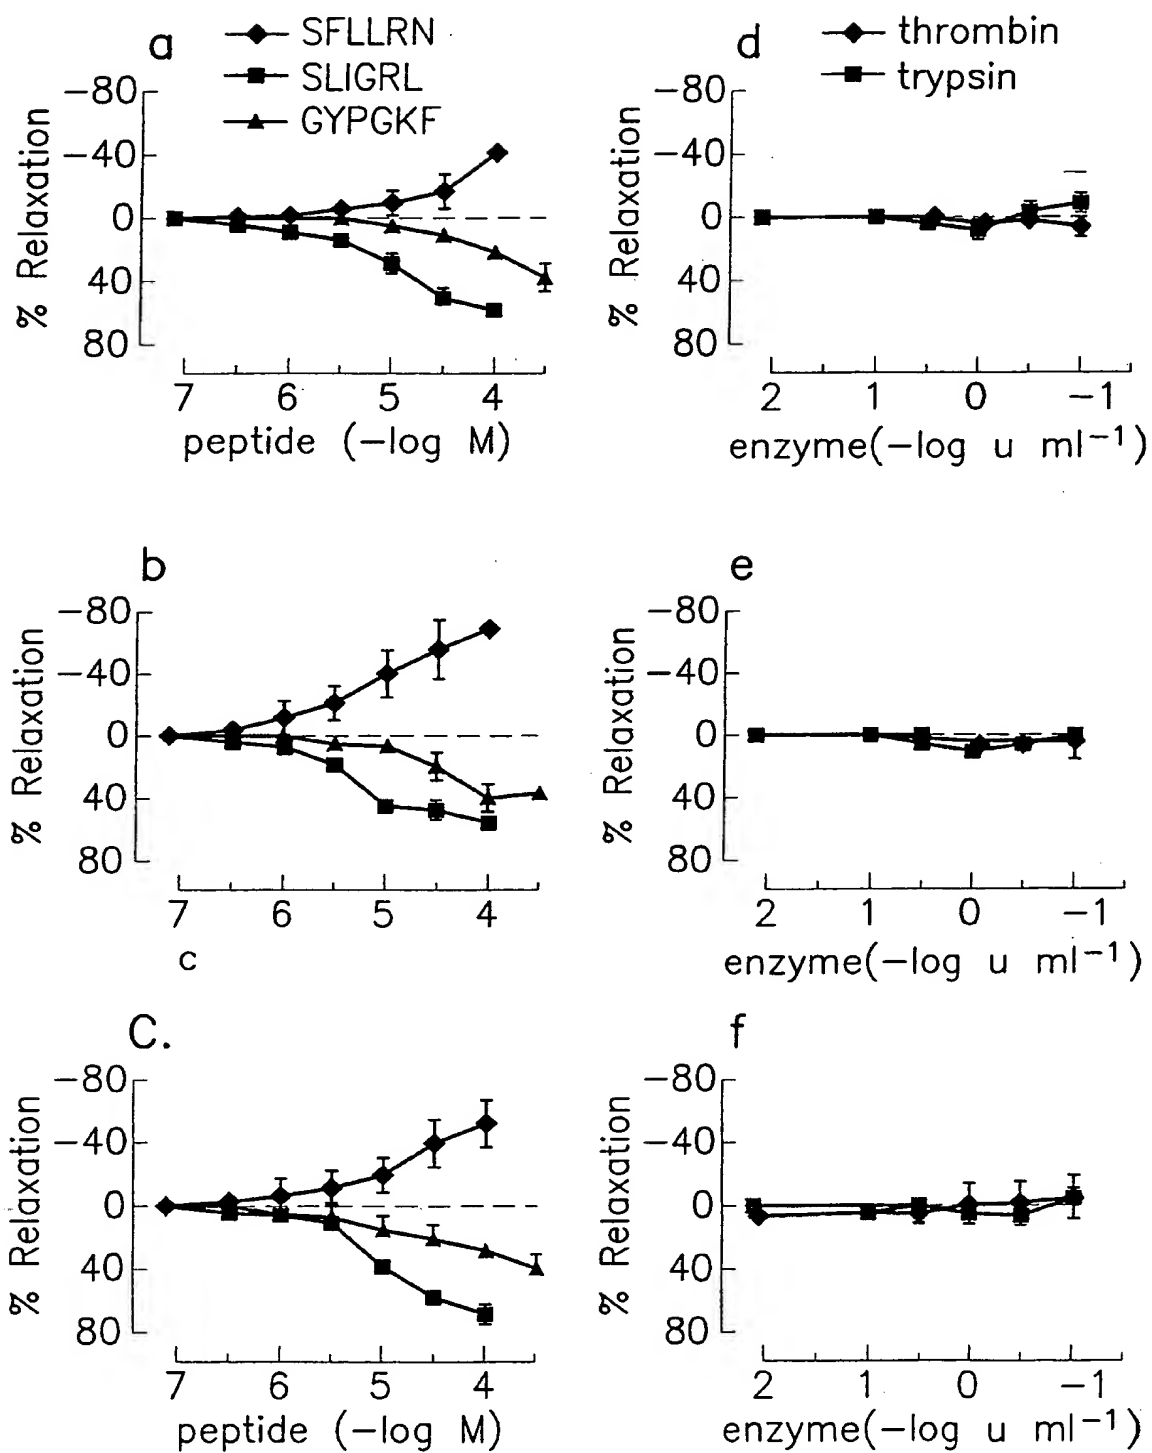 a
SFLLRN
SLIGRL
GYPGKF
−80
−40
0
40
80
% Relaxation
7 6 5 4
peptide (−log M)
d
thrombin
trypsin
−80
−40
0
40
80
% Relaxation
2 1 0 −1
enzyme(−log u ml⁻¹)
b
−80
−40
0
40
80
% Relaxation
7 6 5 4
c
e
−80
−40
0
40
80
% Relaxation
2 1 0 −1
enzyme(−log u ml⁻¹)
C.
−80
−40
0
40
80
% Relaxation
7 6 5 4
peptide (−log M)
f
−80
−40
0
40
80
% Relaxation
2 1 0 −1
enzyme(−log u ml⁻¹)